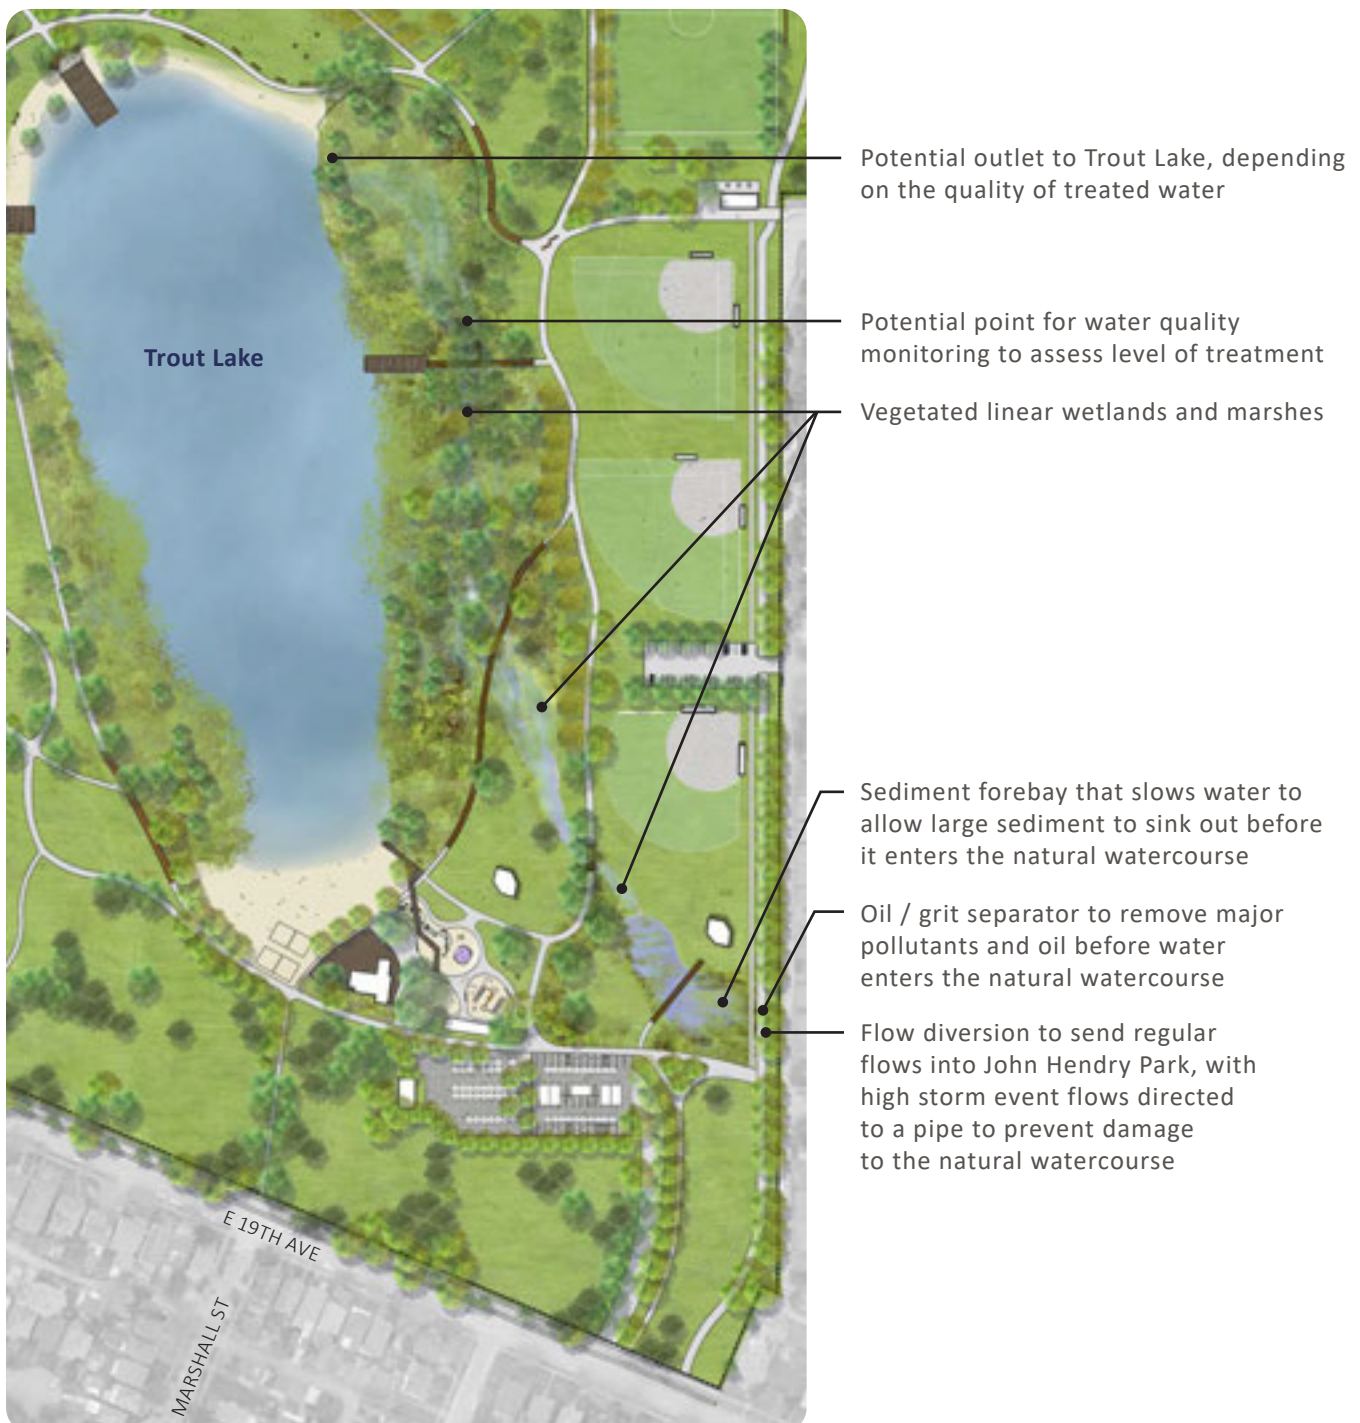 Potential outlet to Trout Lake, depending
on the quality of treated water
Potential point for water quality
monitoring to assess level of treatment
Trout Lake
Vegetated linear wetlands and marshes
Sediment forebay that slows water to
allow large sediment to sink out before
it enters the natural watercourse
Oil / grit separator to remove major
pollutants and oil before water
enters the natural watercourse
Flow diversion to send regular
flows into John Hendry Park, with
high storm event flows directed
to a pipe to prevent damage
to the natural watercourse
E 19TH AVE
MARSHALL ST